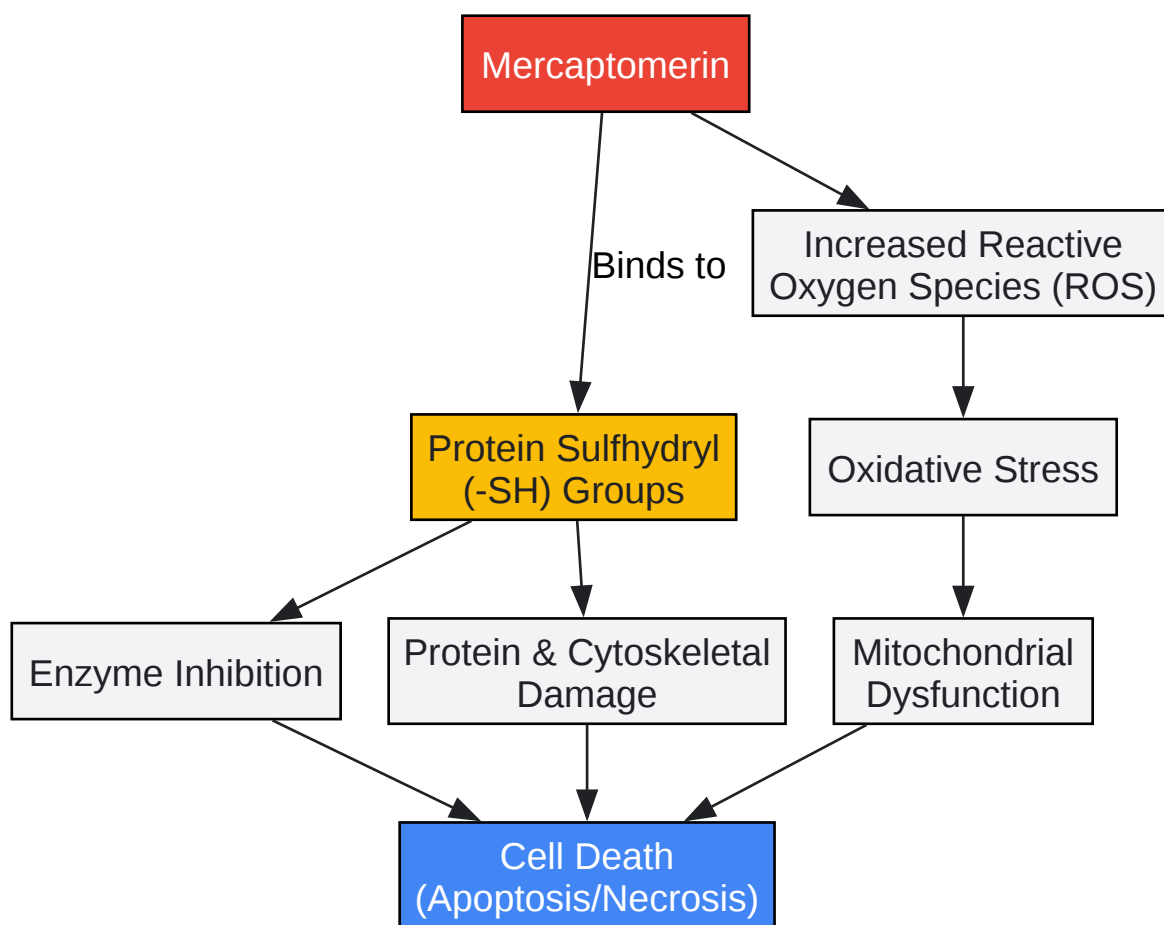 Mercaptomerin
Increased Reactive
Oxygen Species (ROS)
Binds to
Protein Sulfhydryl
(-SH) Groups
Oxidative Stress
Enzyme Inhibition
Protein & Cytoskeletal
Damage
Mitochondrial
Dysfunction
Cell Death
(Apoptosis/Necrosis)